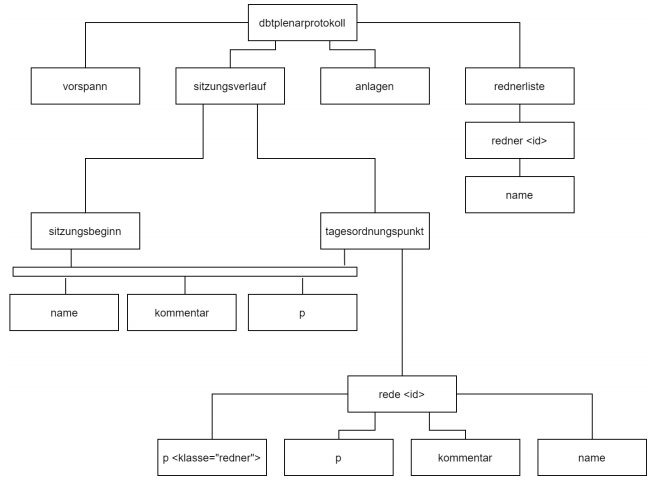 dbtplenarprotokoll
vorspann
sitzungsverlauf
anlagen
rednerliste
redner <id>
name
sitzungsbeginn
tagesordnungspunkt
name
kommentar
p
rede <id>
p <klasse="redner">
p
kommentar
name